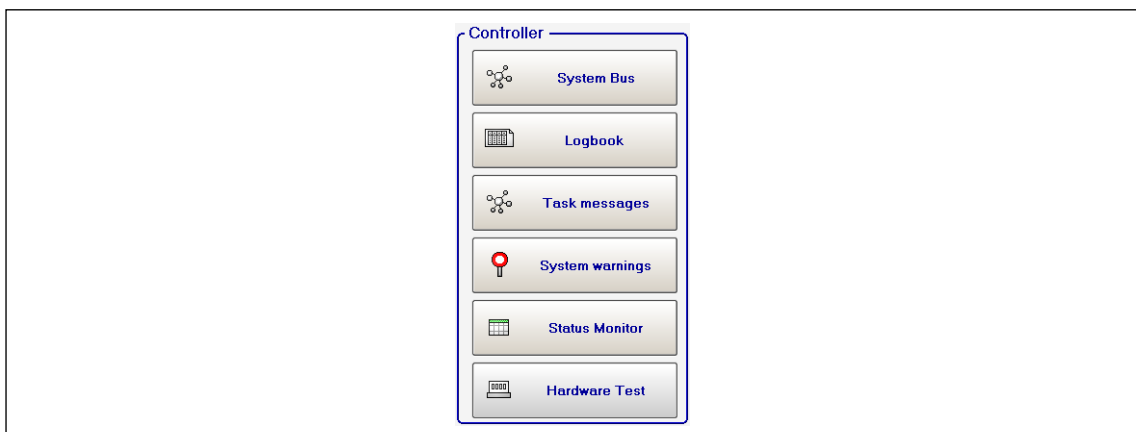 Controller
System Bus
Logbook
Task messages
System warnings
Status Monitor
Hardware Test